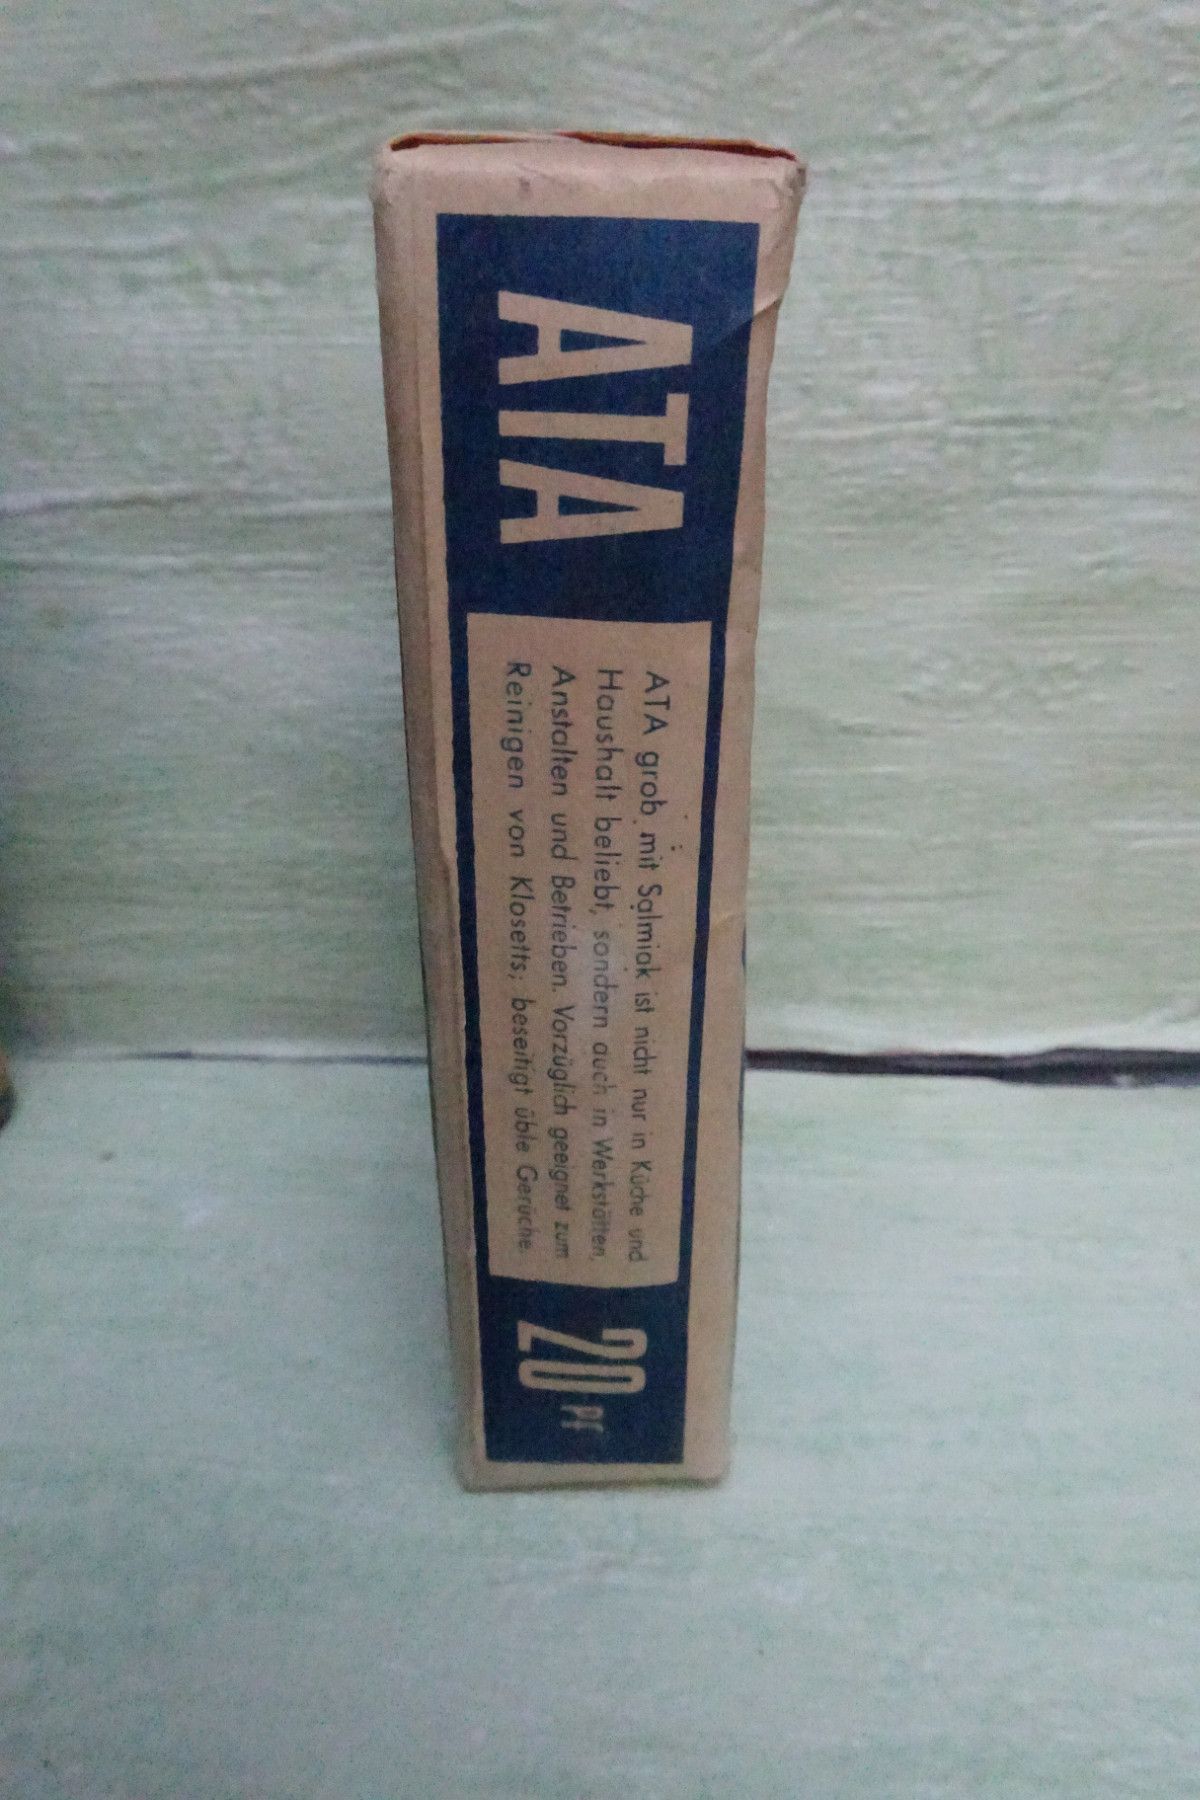 ATA
ATA grob mit Salmiak ist nicht nur in Küche und
Haushalt beliebt, sondern auch in Werkstätten,
Anstalten und Betrieben. Vorzüglich geeignet zum
Reinigen von Klosetts; beseitigt üble Gerüche.
20 Pf